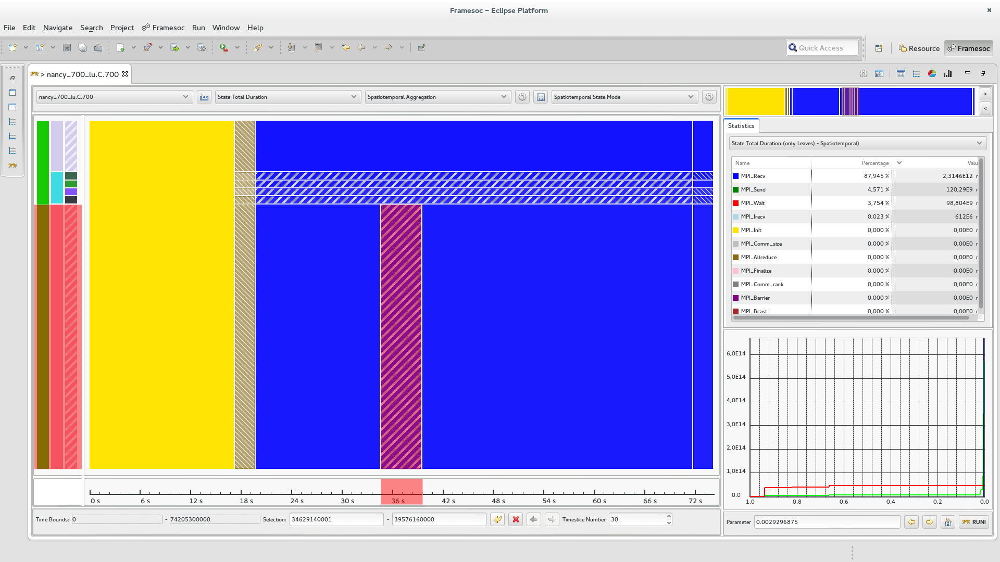 Framesoc – Eclipse Platform
File Edit Navigate Search Project Framesoc Run Window Help
Quick Access Resource Framesoc
> nancy_700_lu.C.700
nancy_700_lu.C.700 State Total Duration Spatiotemporal Aggregation Spatiotemporal State Mode
>
<
Statistics
State Total Duration (only Leaves) - Spatiotemporal)
Name Percentage Valu
MPI_Recv 87,945 % 2,3146E12
MPI_Send 4,571 % 120,29E9
MPI_Wait 3,754 % 98,804E9
MPI_Irecv 0,023 % 612E6
MPI_Init 0,000 % 0,00E0
MPI_Comm_size 0,000 % 0,00E0
MPI_Allreduce 0,000 % 0,00E0
MPI_Finalize 0,000 % 0,00E0
MPI_Comm_rank 0,000 % 0,00E0
MPI_Barrier 0,000 % 0,00E0
MPI_Bcast 0,000 % 0,00E0
6,0E14
5,0E14
4,0E14
3,0E14
2,0E14
1,0E14
0.0
1.0 0.8 0.6 0.4 0.2 0.0
0 s 6 s 12 s 18 s 24 s 30 s 36 s 42 s 48 s 54 s 60 s 66 s 72 s
Time Bounds: 0 - 74205300000 Selection: 34629140001 - 39576160000 Timeslice Number 30
Parameter 0.0029296875 RUN!